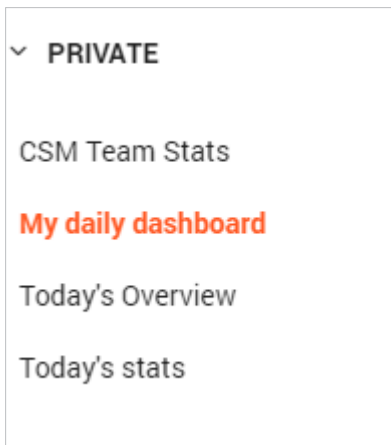 PRIVATE
CSM Team Stats
My daily dashboard
Today's Overview
Today's stats